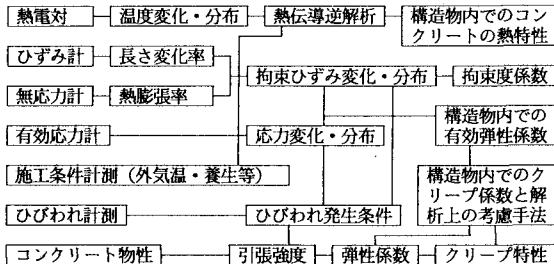 熱電対
温度変化・分布
熱伝導逆解析
構造物内でのコン
クリートの熱特性
ひずみ計
長さ変化率
拘束ひずみ変化・分布
拘束度係数
無応力計
熱膨張率
構造物内での
有効弾性係数
有効応力計
応力変化・分布
施工条件計測（外気温・養生等）
構造物内でのク
リープ係数と解
析上の考慮手法
ひびわれ計測
ひびわれ発生条件
コンクリート物性
引張強度
弾性係数
クリープ特性